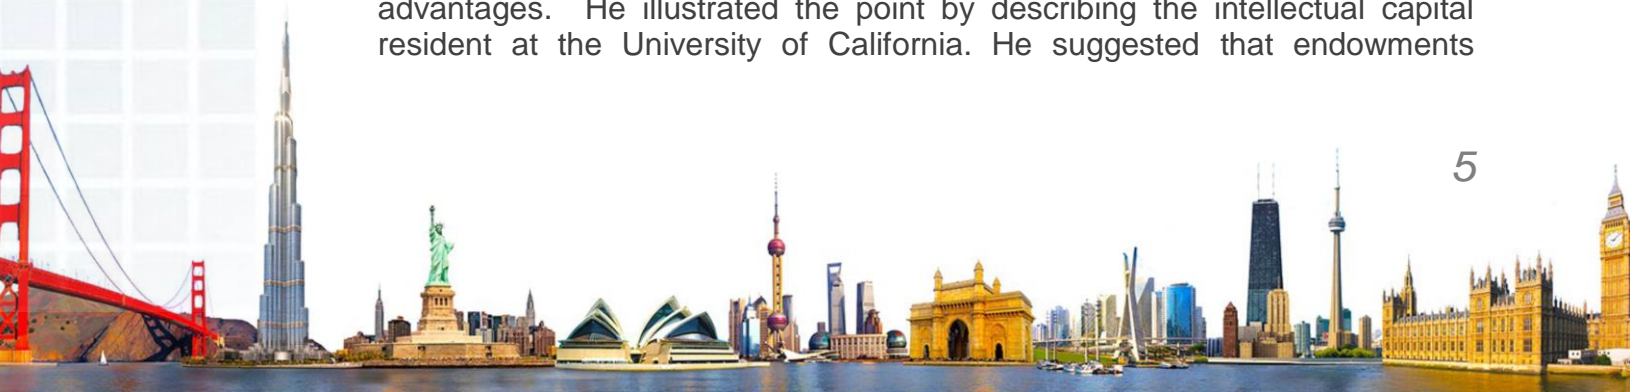 advantages. He illustrated the point by describing the intellectual capital
resident at the University of California. He suggested that endowments
5